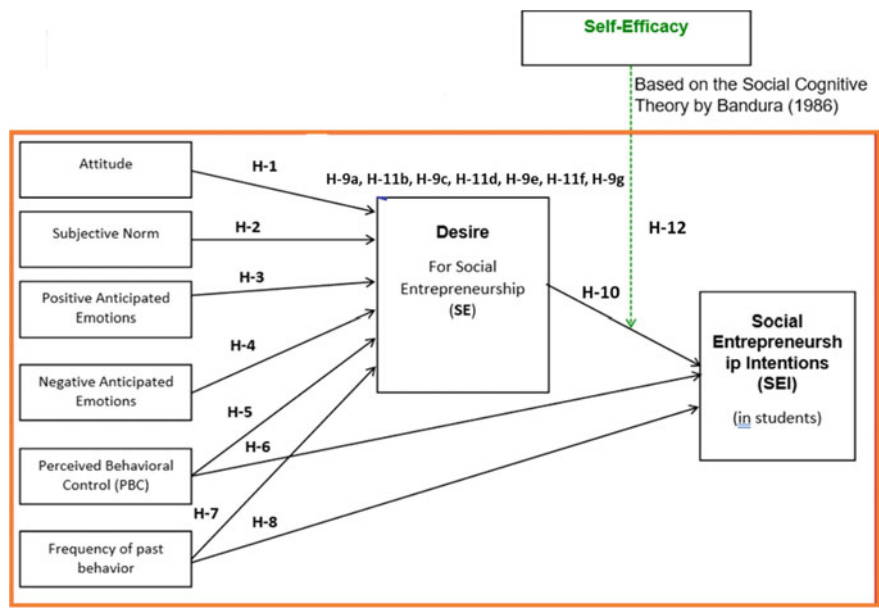 Self-Efficacy
Based on the Social Cognitive
Theory by Bandura (1986)
Attitude
H-1
H-9a, H-11b, H-9c, H-11d, H-9e, H-11f, H-9g
Subjective Norm
H-2
Desire
For Social
Entrepreneurship
(SE)
H-12
Positive Anticipated
Emotions
H-3
H-10
Negative Anticipated
Emotions
H-4
Social
Entrepreneursh
ip Intentions
(SEI)
(in students)
H-5
H-6
Perceived Behavioral
Control (PBC)
H-7
H-8
Frequency of past
behavior